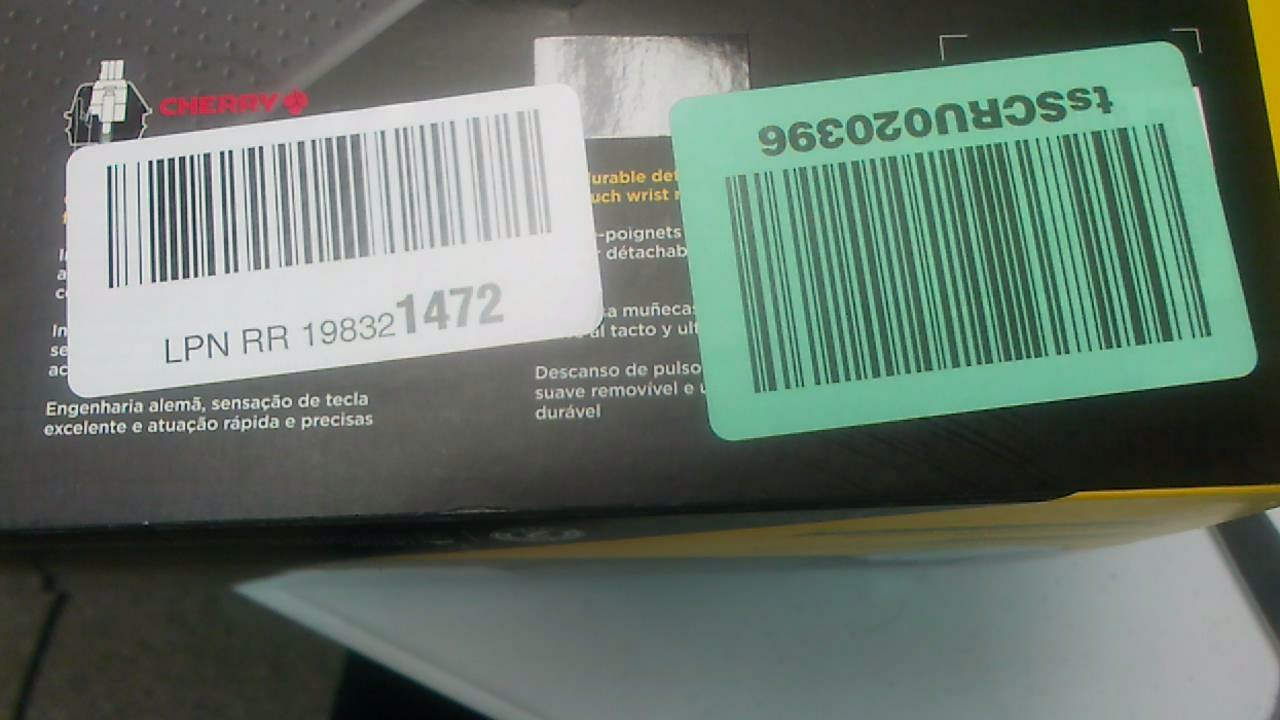 CHERRY
tsSCRU020396
LPN RR 198321472
urable det
uch wrist
-poignets
détachab
a muñecas
al tacto y ult
Descanso de pulso
suave removível e
durável
Engenharia alemã, sensação de tecla
excelente e atuação rápida e precisas